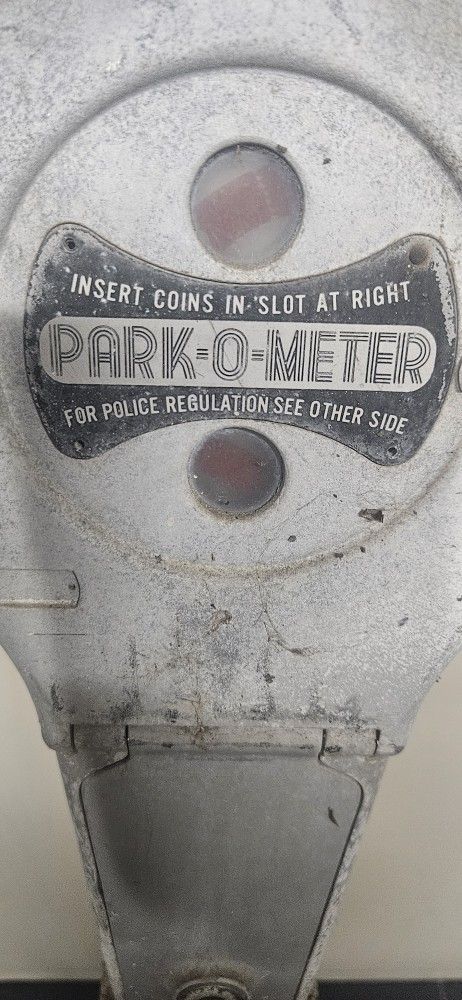 INSERT COINS IN SLOT AT RIGHT
PARK-O-METER
FOR POLICE REGULATION SEE OTHER SIDE